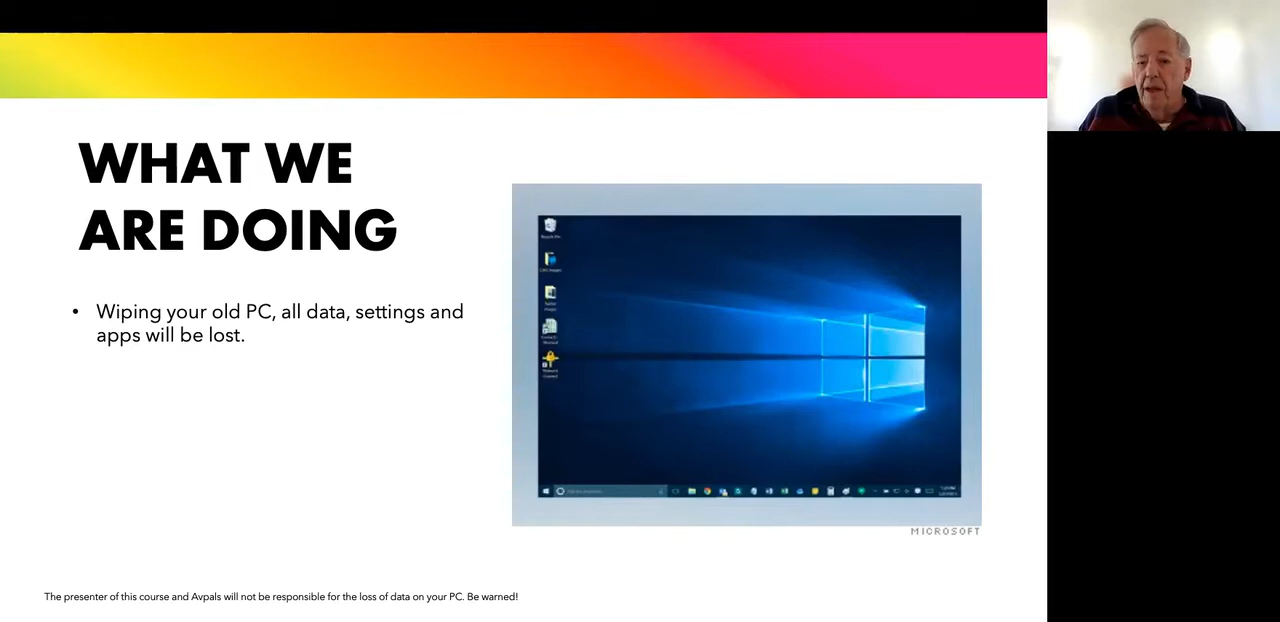 WHAT WE
ARE DOING
• Wiping your old PC, all data, settings and
apps will be lost.
MICROSOFT
The presenter of this course and Avpals will not be responsible for the loss of data on your PC. Be warned!